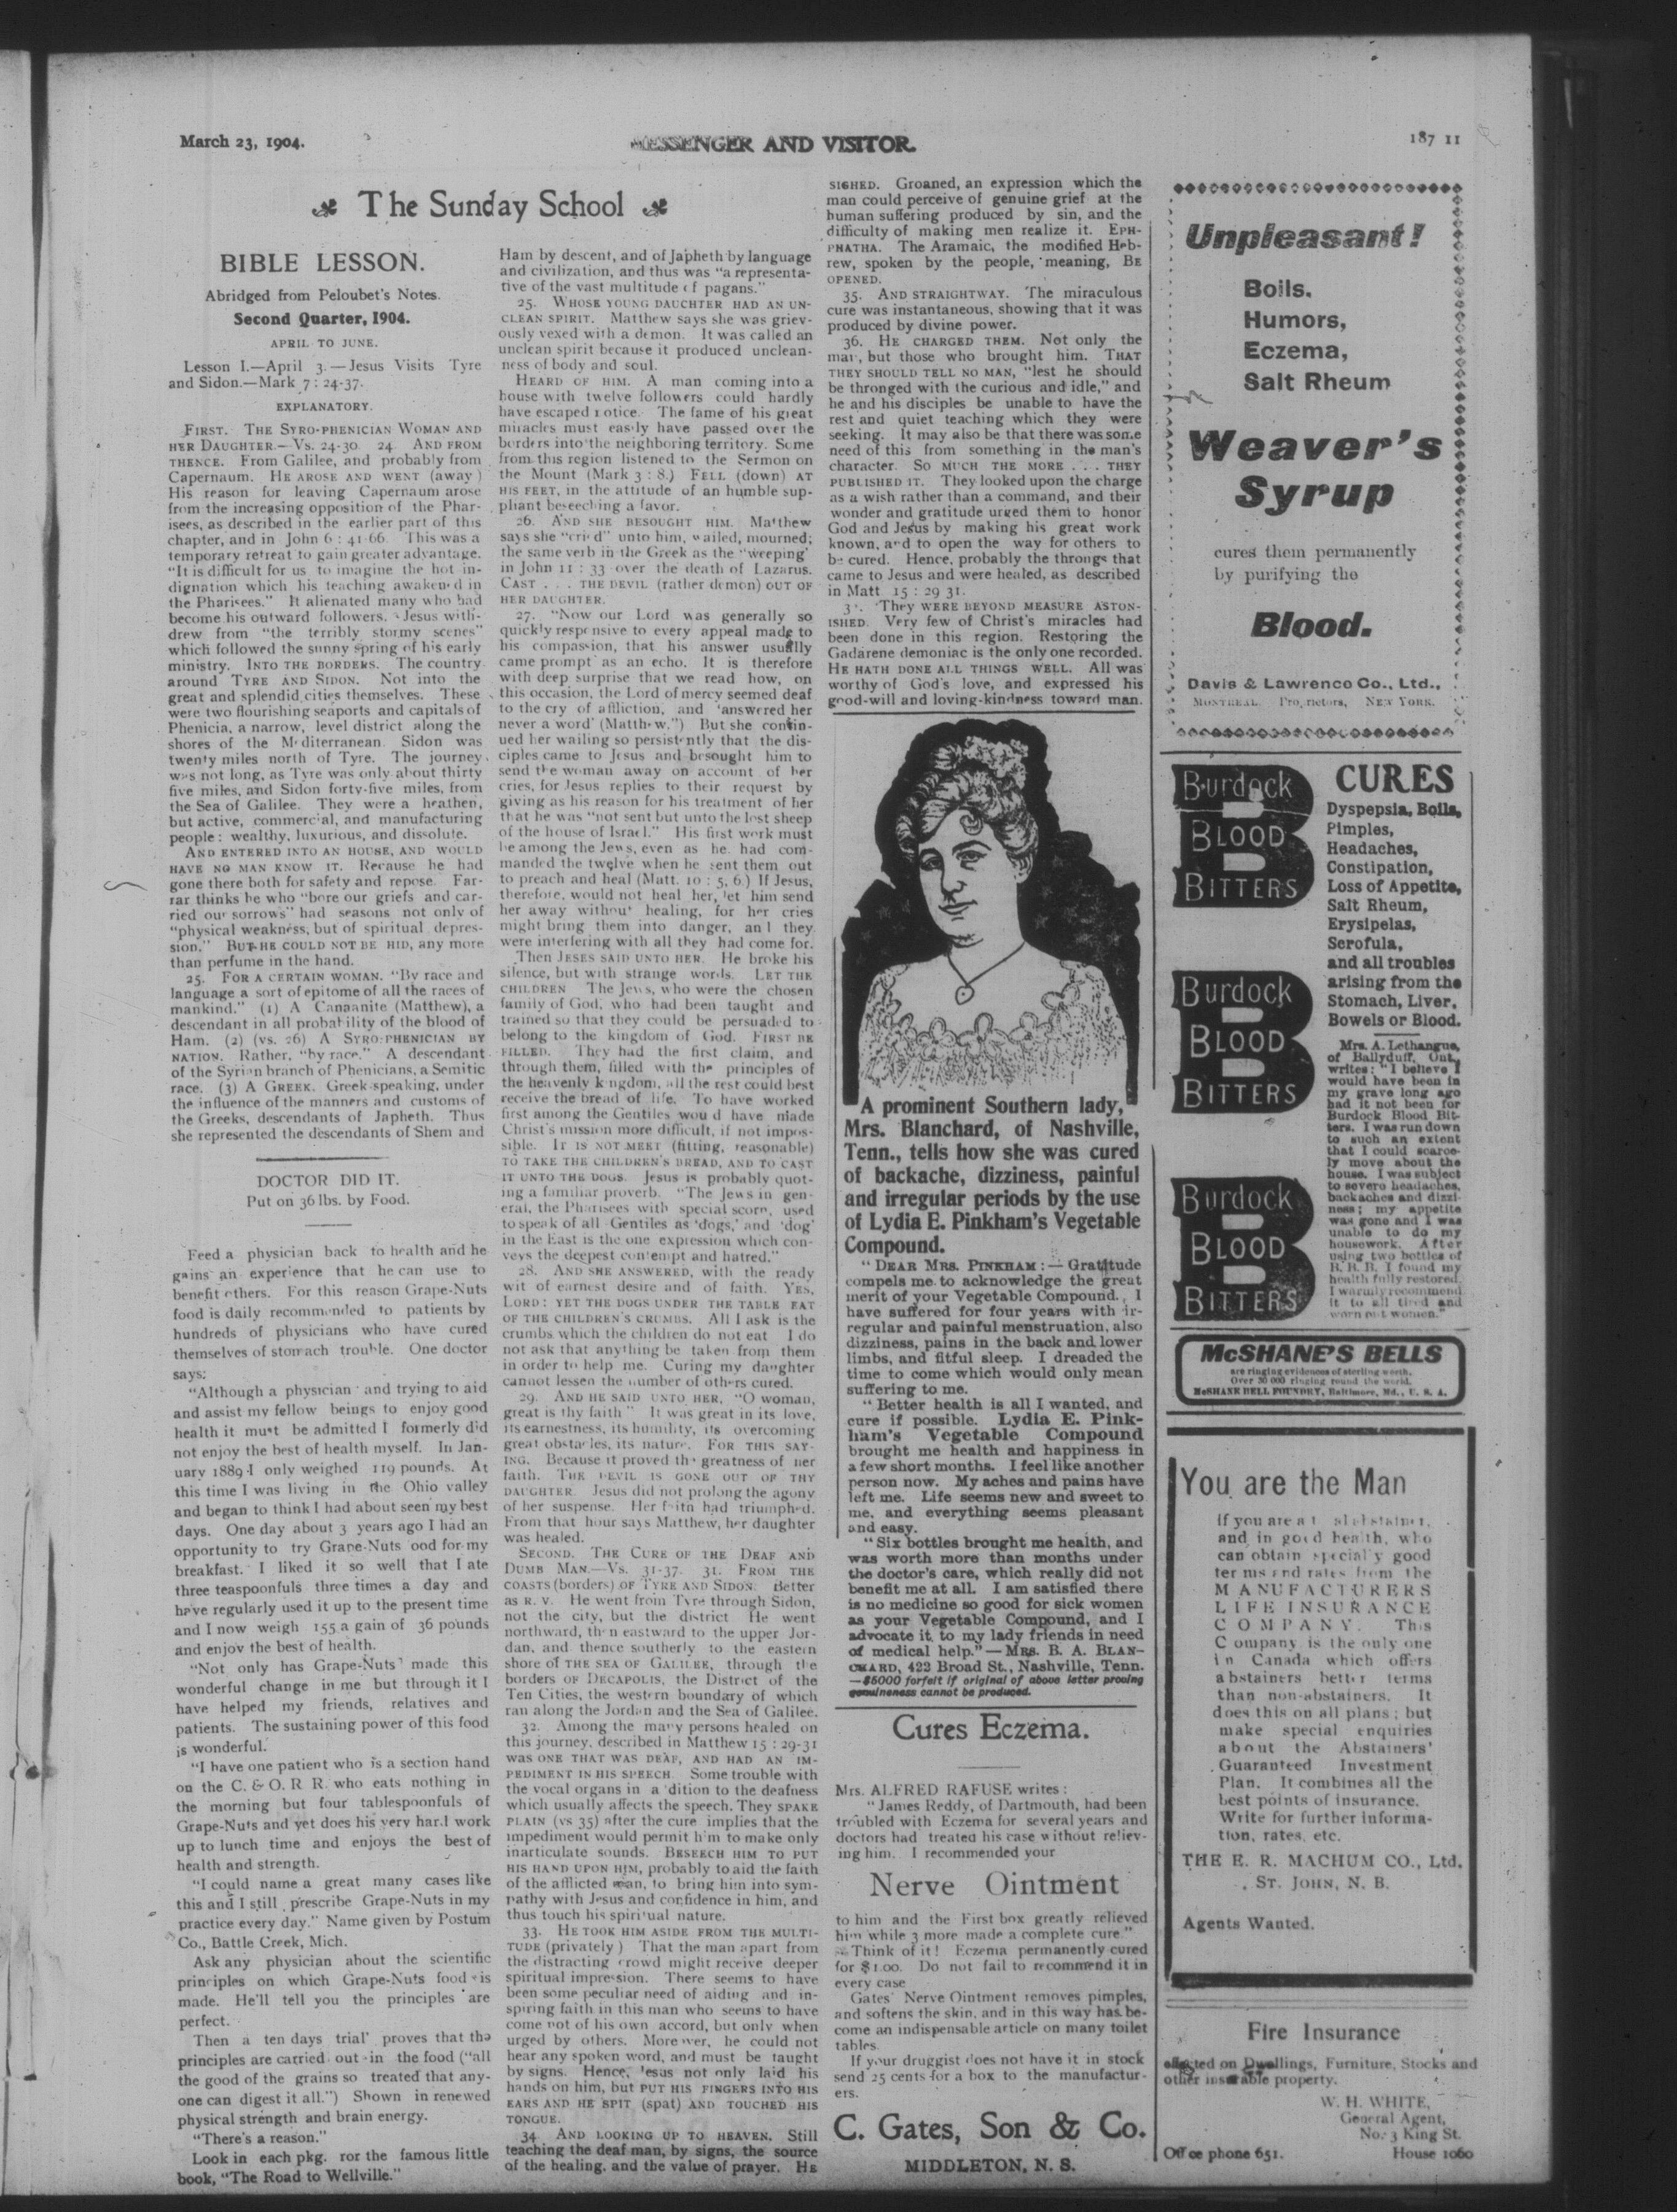 March 23, 1904.
MESSENGER AND VISITOR.
187 11
The Sunday School
BIBLE LESSON.
Abridged from Peloubet's Notes.
Second Quarter, 1904.
APRIL TO JUNE.
Lesson I.—April 3.—Jesus Visits Tyre
and Sidon.—Mark 7 : 24-37.
EXPLANATORY.
FIRST. THE SYRO-PHENICIAN WOMAN AND
HER DAUGHTER.—Vs. 24-30 24 AND FROM
THENCE. From Galilee, and probably from
Capernaum. HE AROSE AND WENT (away)
His reason for leaving Capernaum arose
from the increasing opposition of the Phar-
isees, as described in the earlier part of this
chapter, and in John 6 : 41-66. This was a
temporary retreat to gain greater advantage.
"It is difficult for us to imagine the hot in-
dignation which his teaching awakened in
the Pharisees." It alienated many who had
become his outward followers. Jesus with-
drew from "the terribly stormy scenes"
which followed the sunny spring of his early
ministry. INTO THE BORDERS. The country
around TYRE AND SIDON. Not into the
great and splendid cities themselves. These
were two flourishing seaports and capitals of
Phenicia, a narrow, level district along the
shores of the Mediterranean. Sidon was
twenty miles north of Tyre. The journey
was not long, as Tyre was only about thirty
five miles, and Sidon forty-five miles, from
the Sea of Galilee. They were a heathen,
but active, commercial, and manufacturing
people : wealthy, luxurious, and dissolute.
AND ENTERED INTO AN HOUSE, AND WOULD
HAVE NO MAN KNOW IT. Because he had
gone there both for safety and repose. Far-
rar thinks he who "bore our griefs and car-
ried our sorrows" had seasons not only of
"physical weakness, but of spiritual depres-
sion." BUT HE COULD NOT BE HID, any more
than perfume in the hand.
25. FOR A CERTAIN WOMAN. "By race and
language a sort of epitome of all the races of
mankind." (1) A Canaanite (Matthew), a
descendant in all probability of the blood of
Ham. (2) (vs. 26) A SYRO-PHENICIAN BY
NATION. Rather, "by race." A descendant
of the Syrian branch of Phenicians, a Semitic
race. (3) A GREEK. Greek-speaking, under
the influence of the manners and customs of
the Greeks, descendants of Japheth. Thus
she represented the descendants of Shem and
DOCTOR DID IT.
Put on 36 lbs. by Food.
Feed a physician back to health and he
gains an experience that he can use to
benefit others. For this reason Grape-Nuts
food is daily recommended to patients by
hundreds of physicians who have cured
themselves of stomach trouble. One doctor
says:
"Although a physician and trying to aid
and assist my fellow beings to enjoy good
health it must be admitted I formerly did
not enjoy the best of health myself. In Jan-
uary 1889 I only weighed 119 pounds. At
this time I was living in the Ohio valley
and began to think I had about seen my best
days. One day about 3 years ago I had an
opportunity to try Grape-Nuts ood for my
breakfast. I liked it so well that I ate
three teaspoonfuls three times a day and
have regularly used it up to the present time
and I now weigh 155 a gain of 36 pounds
and enjoy the best of health.
"Not only has Grape-Nuts made this
wonderful change in me but through it I
have helped my friends, relatives and
patients. The sustaining power of this food
is wonderful.
"I have one patient who is a section hand
on the C. & O. R R. who eats nothing in
the morning but four tablespoonfuls of
Grape-Nuts and yet does his very hard work
up to lunch time and enjoys the best of
health and strength.
"I could name a great many cases like
this and I still prescribe Grape-Nuts in my
practice every day." Name given by Postum
Co., Battle Creek, Mich.
Ask any physician about the scientific
principles on which Grape-Nuts food is
made. He'll tell you the principles are
perfect.
Then a ten days trial proves that the
principles are carried out in the food ("all
the good of the grains so treated that any-
one can digest it all.") Shown in renewed
physical strength and brain energy.
"There's a reason."
Look in each pkg. ror the famous little
book, "The Road to Wellville."
Ham by descent, and of Japheth by language
and civilization, and thus was "a representa-
tive of the vast multitude of pagans."
25. WHOSE YOUNG DAUGHTER HAD AN UN-
CLEAN SPIRIT. Matthew says she was griev-
ously vexed with a demon. It was called an
unclean spirit because it produced unclean-
ness of body and soul.
HEARD OF HIM. A man coming into a
house with twelve followers could hardly
have escaped notice. The fame of his great
miracles must easily have passed over the
borders into the neighboring territory. Some
from this region listened to the Sermon on
the Mount (Mark 3 : 8.) FELL (down) AT
HIS FEET, in the attitude of an humble sup-
pliant beseeching a favor.
26. AND SHE BESOUGHT HIM. Matthew
says she "cried" unto him, wailed, mourned;
the same verb in the Greek as the "weeping'
in John 11 : 33 over the death of Lazarus.
CAST . . . THE DEVIL (rather demon) OUT OF
HER DAUGHTER.
27. "Now our Lord was generally so
quickly responsive to every appeal made to
his compassion, that his answer usually
came prompt as an echo. It is therefore
with deep surprise that we read how, on
this occasion, the Lord of mercy seemed deaf
to the cry of affliction, and 'answered her
never a word' (Matthew.") But she contin-
ued her wailing so persistently that the dis-
ciples came to Jesus and besought him to
send the woman away on account of her
cries, for Jesus replies to their request by
giving as his reason for his treatment of her
that he was "not sent but unto the lost sheep
of the house of Israel." His first work must
be among the Jews, even as he had com-
manded the twelve when he sent them out
to preach and heal (Matt. 10 : 5, 6.) If Jesus,
therefore, would not heal her, let him send
her away without healing, for her cries
might bring them into danger, and they
were interfering with all they had come for.
Then JESES SAID UNTO HER. He broke his
silence, but with strange words. LET THE
CHILDREN The Jews, who were the chosen
family of God, who had been taught and
trained so that they could be persuaded to
belong to the kingdom of God. FIRST BE
FILLED. They had the first claim, and
through them, filled with the principles of
the heavenly kingdom, all the rest could best
receive the bread of life. To have worked
first among the Gentiles would have made
Christ's mission more difficult, if not impos-
sible. IT IS NOT MEET (fitting, reasonable)
TO TAKE THE CHILDREN'S BREAD, AND TO CAST
IT UNTO THE DOGS. Jesus is probably quot-
ing a familiar proverb. "The Jews in gen-
eral, the Pharisees with special scorn, used
to speak of all Gentiles as 'dogs,' and 'dog'
in the East is the one expression which con-
veys the deepest contempt and hatred."
28. AND SHE ANSWERED, with the ready
wit of earnest desire and of faith. YES,
LORD: YET THE DOGS UNDER THE TABLE EAT
OF THE CHILDREN'S CRUMBS. All I ask is the
crumbs which the children do not eat I do
not ask that anything be taken from them
in order to help me. Curing my daughter
cannot lessen the number of others cured.
29. AND HE SAID UNTO HER, "O woman,
great is thy faith" It was great in its love,
its earnestness, its humility, its overcoming
great obstacles, its nature. FOR THIS SAY-
ING. Because it proved the greatness of her
faith. THE DEVIL IS GONE OUT OF THY
DAUGHTER. Jesus did not prolong the agony
of her suspense. Her faith had triumphed.
From that hour says Matthew, her daughter
was healed.
SECOND. THE CURE OF THE DEAF AND
DUMB MAN.—Vs. 31-37. 31. FROM THE
COASTS (borders) OF TYRE AND SIDON. Better
as R. V. He went from Tyre through Sidon,
not the city, but the district He went
northward, then eastward to the upper Jor-
dan, and thence southerly to the eastern
shore of THE SEA OF GALILEE, through the
borders OF DECAPOLIS, the District of the
Ten Cities, the western boundary of which
ran along the Jordan and the Sea of Galilee.
32. Among the many persons healed on
this journey, described in Matthew 15 : 29-31
WAS ONE THAT WAS DEAF, AND HAD AN IM-
PEDIMENT IN HIS SPEECH. Some trouble with
the vocal organs in addition to the deafness
which usually affects the speech. They SPAKE
PLAIN (vs 35) after the cure implies that the
impediment would permit him to make only
inarticulate sounds. BESEECH HIM TO PUT
HIS HAND UPON HIM, probably to aid the faith
of the afflicted man, to bring him into sym-
pathy with Jesus and confidence in him, and
thus touch his spiritual nature.
33. HE TOOK HIM ASIDE FROM THE MULTI-
TUDE (privately) That the man apart from
the distracting crowd might receive deeper
spiritual impression. There seems to have
been some peculiar need of aiding and in-
spiring faith in this man who seems to have
come not of his own accord, but only when
urged by others. Moreover, he could not
hear any spoken word, and must be taught
by signs. Hence, Jesus not only laid his
hands on him, but PUT HIS FINGERS INTO HIS
EARS AND HE SPIT (spat) AND TOUCHED HIS
TONGUE.
34 AND LOOKING UP TO HEAVEN. Still
teaching the deaf man, by signs, the source
of the healing, and the value of prayer. HE
SIGHED. Groaned, an expression which the
man could perceive of genuine grief at the
human suffering produced by sin, and the
difficulty of making men realize it. EPH-
PHATHA. The Aramaic, the modified Heb-
rew, spoken by the people, meaning, BE
OPENED.
35. AND STRAIGHTWAY. The miraculous
cure was instantaneous, showing that it was
produced by divine power.
36. HE CHARGED THEM. Not only the
man, but those who brought him. THAT
THEY SHOULD TELL NO MAN, "lest he should
be thronged with the curious and idle," and
he and his disciples be unable to have the
rest and quiet teaching which they were
seeking. It may also be that there was some
need of this from something in the man's
character. SO MUCH THE MORE . . . THEY
PUBLISHED IT. They looked upon the charge
as a wish rather than a command, and their
wonder and gratitude urged them to honor
God and Jesus by making his great work
known, and to open the way for others to
be cured. Hence, probably the throngs that
came to Jesus and were healed, as described
in Matt 15 : 29 31.
They WERE BEYOND MEASURE ASTON-
ISHED. Very few of Christ's miracles had
been done in this region. Restoring the
Gadarene demoniac is the only one recorded.
HE HATH DONE ALL THINGS WELL. All was
worthy of God's love, and expressed his
good-will and loving-kindness toward man.
A prominent Southern lady,
Mrs. Blanchard, of Nashville,
Tenn., tells how she was cured
of backache, dizziness, painful
and irregular periods by the use
of Lydia E. Pinkham's Vegetable
Compound.
"DEAR MRS. PINKHAM:—Gratitude
compels me to acknowledge the great
merit of your Vegetable Compound. I
have suffered for four years with ir-
regular and painful menstruation, also
dizziness, pains in the back and lower
limbs, and fitful sleep. I dreaded the
time to come which would only mean
suffering to me.
"Better health is all I wanted, and
cure if possible. Lydia E. Pink-
ham's Vegetable Compound
brought me health and happiness in
a few short months. I feel like another
person now. My aches and pains have
left me. Life seems new and sweet to
me, and everything seems pleasant
and easy.
"Six bottles brought me health, and
was worth more than months under
the doctor's care, which really did not
benefit me at all. I am satisfied there
is no medicine so good for sick women
as your Vegetable Compound, and I
advocate it to my lady friends in need
of medical help."—MRS. B. A. BLAN-
CHARD, 422 Broad St., Nashville, Tenn.
—$5000 forfeit if original of above letter proving
genuineness cannot be produced.
Cures Eczema.
Mrs. ALFRED RAFUSE writes :
"James Reddy, of Dartmouth, had been
troubled with Eczema for several years and
doctors had treated his case without reliev-
ing him. I recommended your
Nerve Ointment
to him and the First box greatly relieved
him while 3 more made a complete cure."
Think of it! Eczema permanently cured
for $1.00. Do not fail to recommend it in
every case
Gates' Nerve Ointment removes pimples,
and softens the skin, and in this way has be-
come an indispensable article on many toilet
tables.
If your druggist does not have it in stock
send 25 cents for a box to the manufactur-
ers.
C. Gates, Son & Co.
MIDDLETON, N. S.
Unpleasant!
Boils,
Humors,
Eczema,
Salt Rheum
Weaver's
Syrup
cures them permanently
by purifying the
Blood.
Davis & Lawrence Co., Ltd.,
MONTREAL. Proprietors, NEW YORK.
Burdock
BLOOD
BITTERS
Burdock
BLOOD
BITTERS
Burdock
BLOOD
BITTERS
CURES
Dyspepsia, Boils,
Pimples,
Headaches,
Constipation,
Loss of Appetite,
Salt Rheum,
Erysipelas,
Scrofula,
and all troubles
arising from the
Stomach, Liver,
Bowels or Blood.
Mrs. A. Lethangue,
of Ballyduff, Ont.,
writes: "I believe I
would have been in
my grave long ago
had it not been for
Burdock Blood Bit-
ters. I was run down
to such an extent
that I could scarce-
ly move about the
house. I was subject
to severe headaches,
backaches and dizzi-
ness; my appetite
was gone and I was
unable to do my
housework. After
using two bottles of
B. B. B. I found my
health fully restored.
I warmly recommend
it to all tired and
worn out women."
McSHANE'S BELLS
are ringing evidences of sterling worth.
Over 30 000 ringing round the world.
McSHANE BELL FOUNDRY, Baltimore, Md., U. S. A.
You are the Man
If you are a t al abstainer,
and in good health, who
can obtain specially good
terms and rates from the
MANUFACTURERS
LIFE INSURANCE
COMPANY. This
Company is the only one
in Canada which offers
abstainers better terms
than non-abstainers. It
does this on all plans ; but
make special enquiries
about the Abstainers'
Guaranteed Investment
Plan. It combines all the
best points of insurance.
Write for further informa-
tion, rates, etc.
THE E. R. MACHUM CO., Ltd.
ST. JOHN, N. B.
Agents Wanted.
Fire Insurance
effected on Dwellings, Furniture, Stocks and
other insurable property.
W. H. WHITE,
General Agent,
No. 3 King St.
Office phone 651.
House 1060